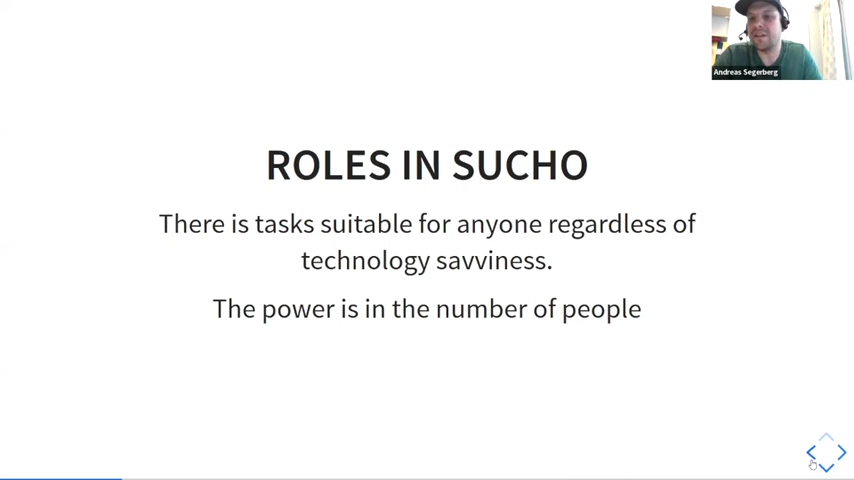 Andreas Segerberg
ROLES IN SUCHO
There is tasks suitable for anyone regardless of
technology savviness.
The power is in the number of people